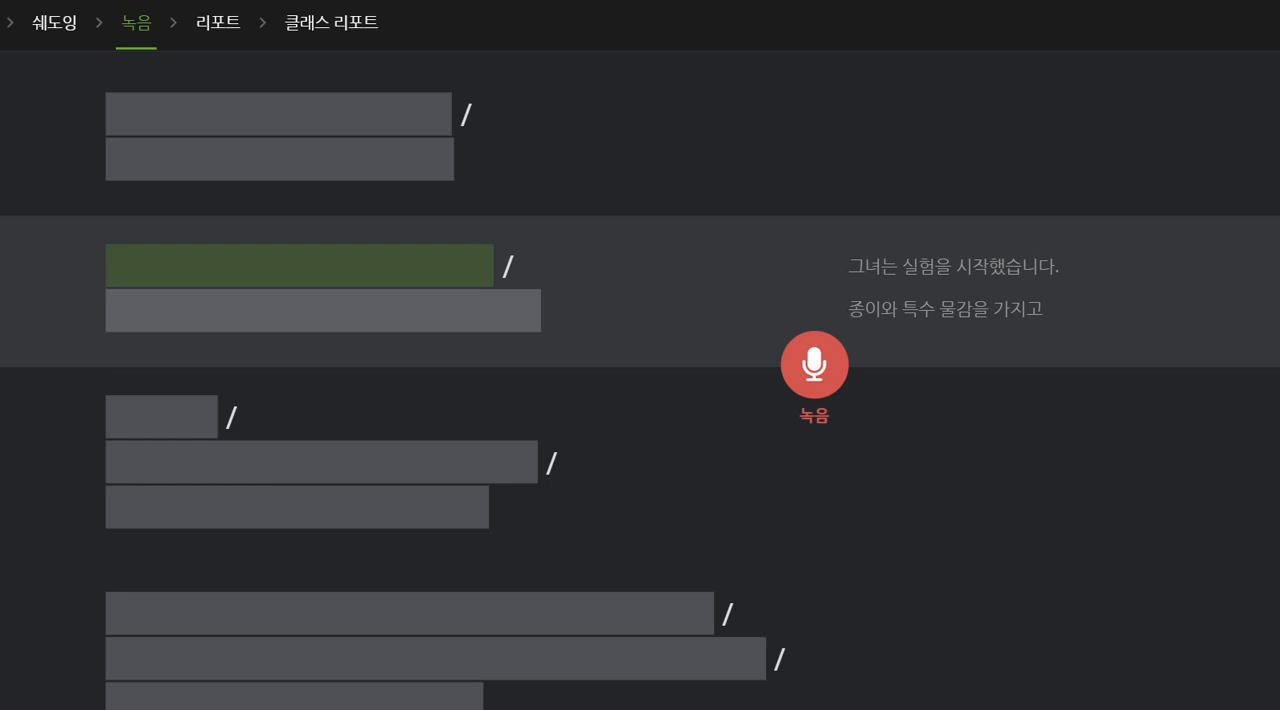 > 쉐도잉 > 녹음 > 리포트 > 클래스 리포트
/
/
그녀는 실험을 시작했습니다.
종이와 특수 물감을 가지고
녹음
/
/
/
/